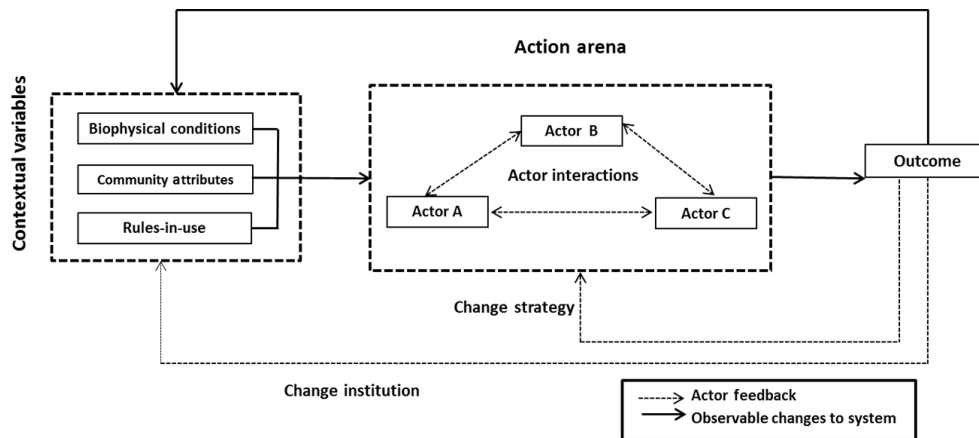 Action arena
Contextual variables
Biophysical conditions
Community attributes
Rules-in-use
Actor B
Actor interactions
Actor A
Actor C
Outcome
Change strategy
Change institution
Actor feedback
Observable changes to system